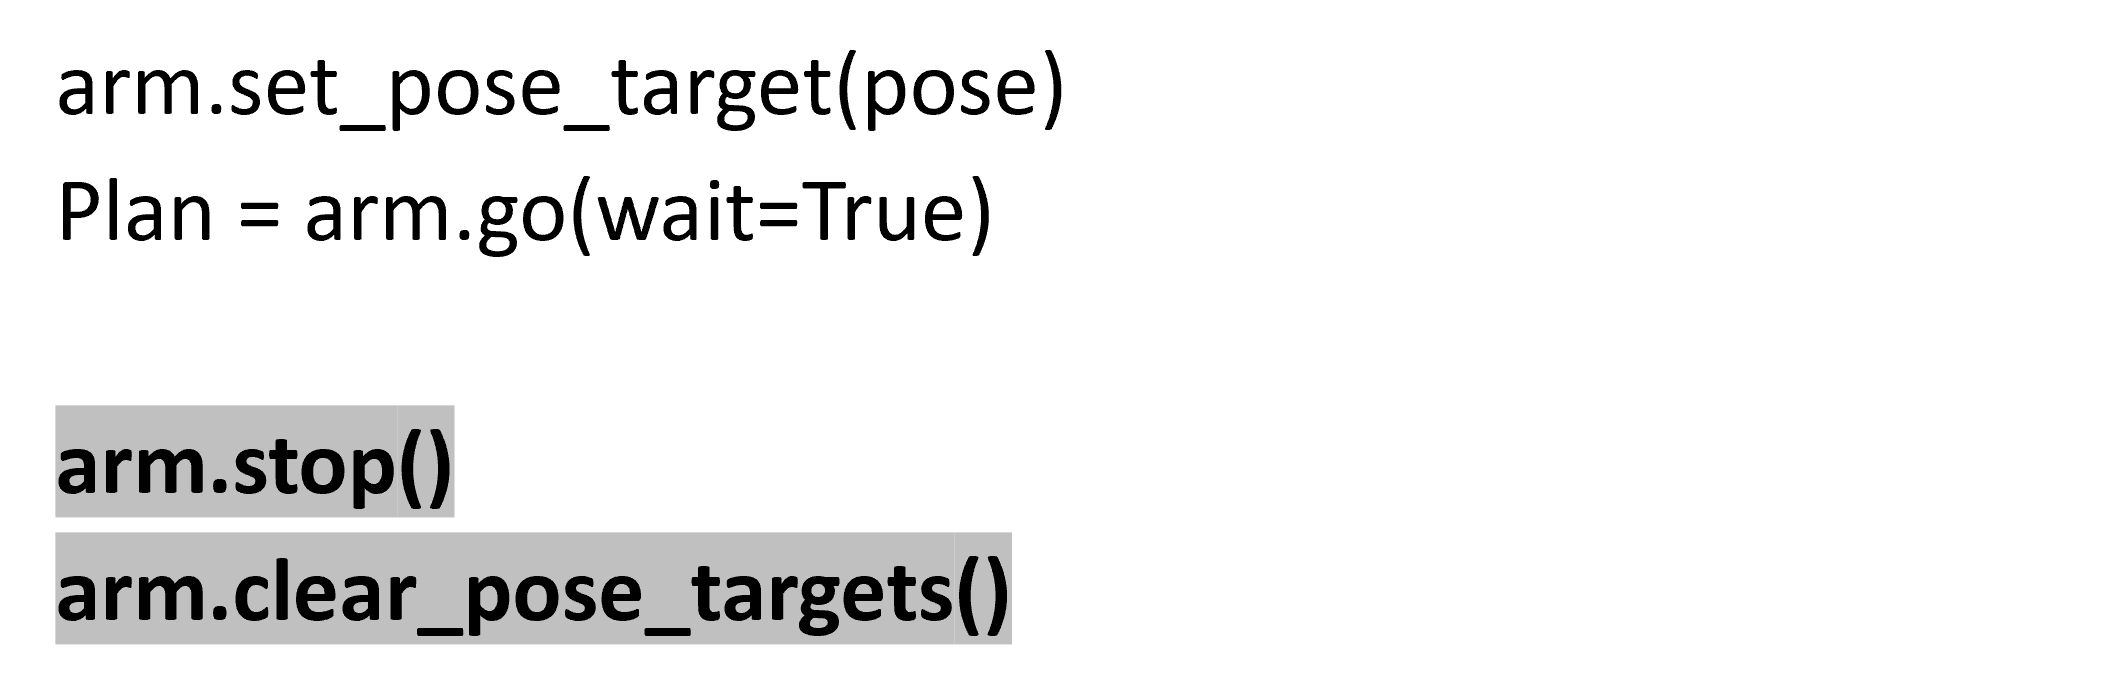 arm.set_pose_target(pose)
Plan = arm.go(wait=True)
arm.stop()
arm.clear_pose_targets()